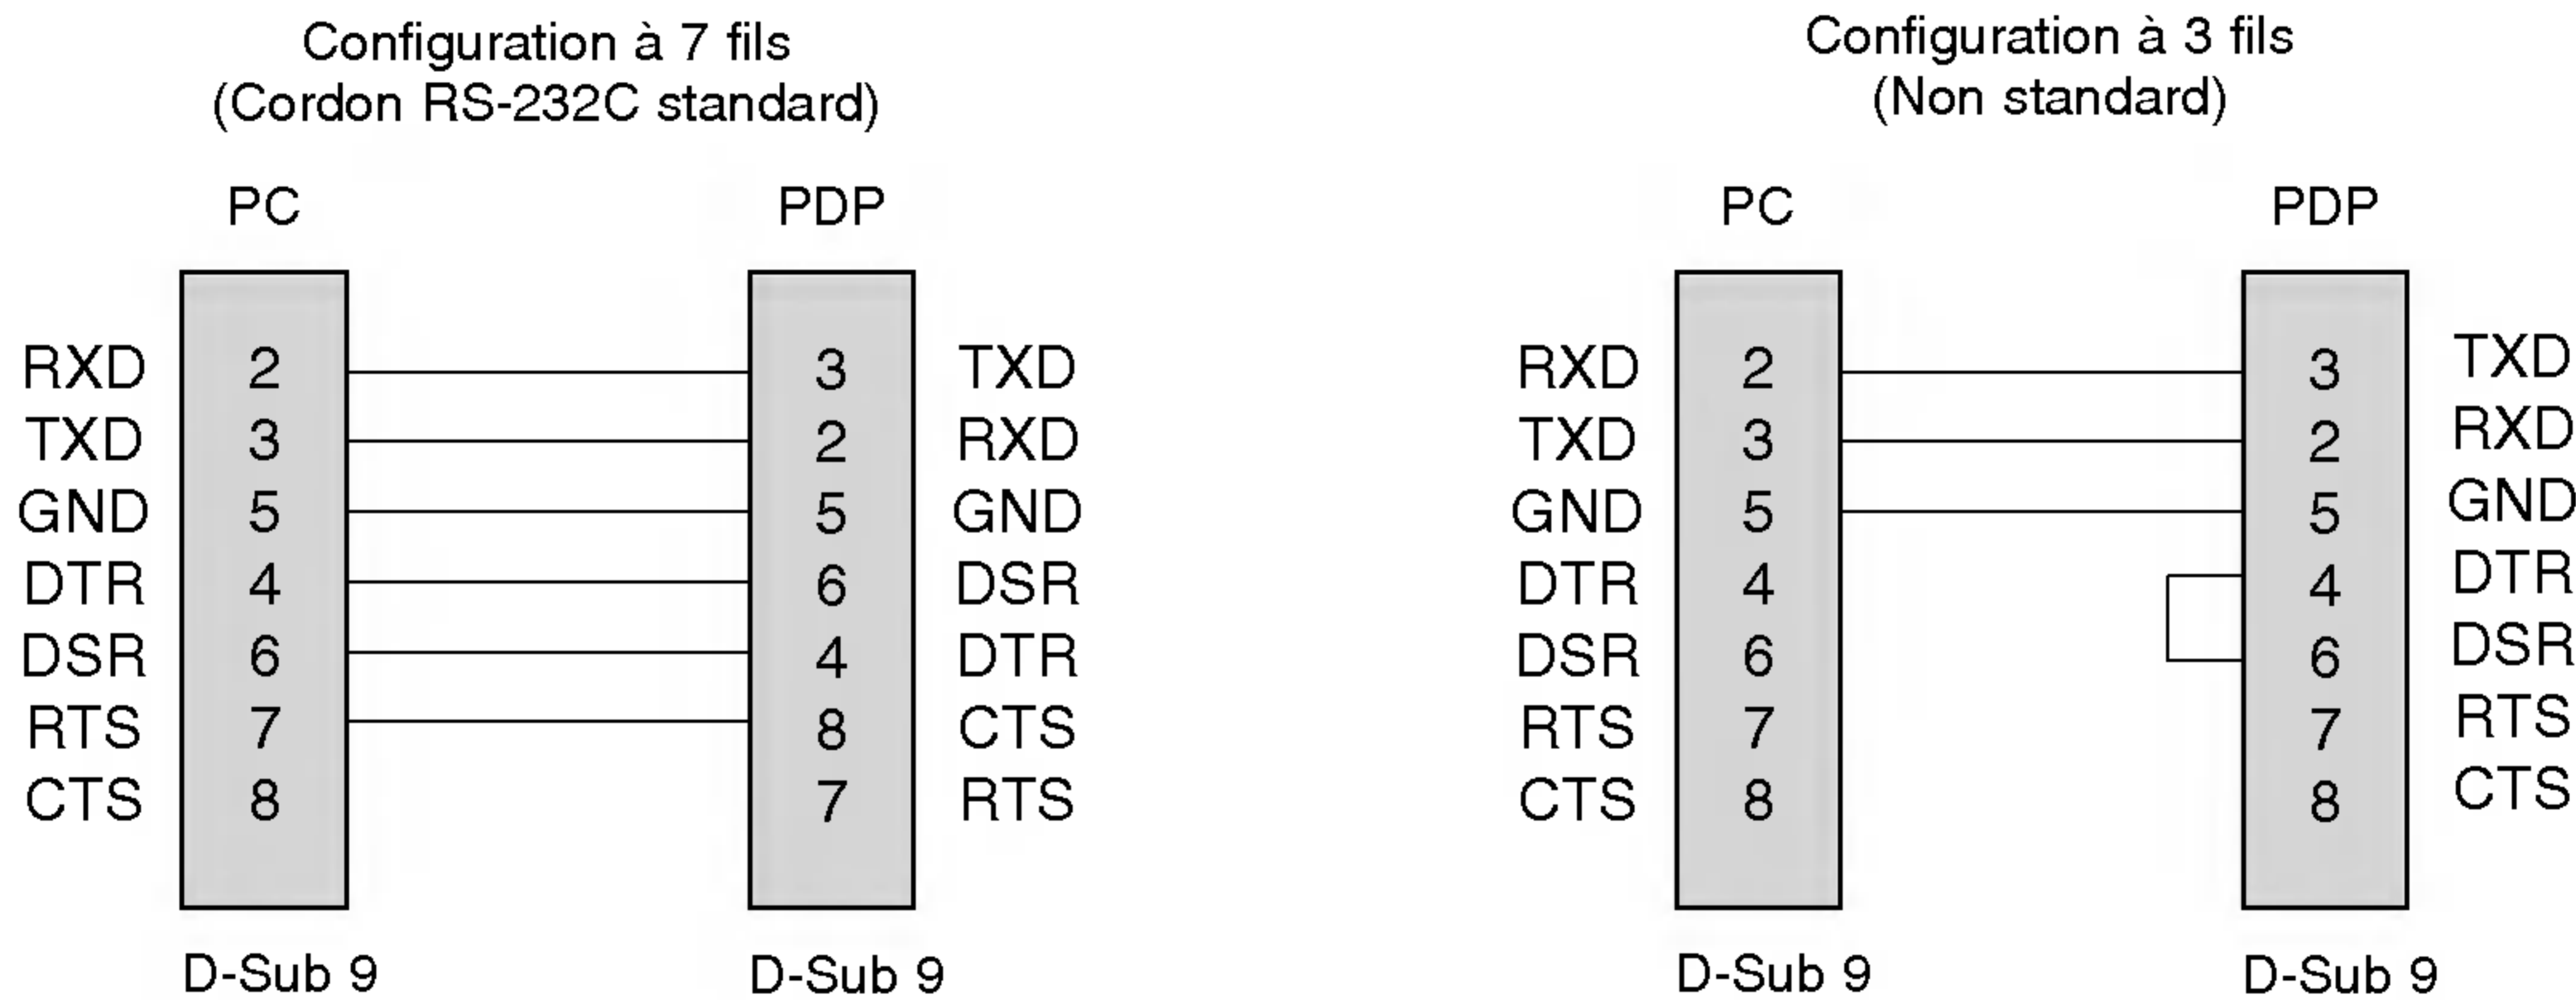 Configuration à 7 fils
(Cordon RS-232C standard)
PC PDP
RXD 2 3 TXD
TXD 3 2 RXD
GND 5 5 GND
DTR 4 6 DSR
DSR 6 4 DTR
RTS 7 8 CTS
CTS 8 7 RTS
D-Sub 9 D-Sub 9
Configuration à 3 fils
(Non standard)
PC PDP
RXD 2 3 TXD
TXD 3 2 RXD
GND 5 5 GND
DTR 4 4 DTR
DSR 6 6 DSR
RTS 7 7 RTS
CTS 8 8 CTS
D-Sub 9 D-Sub 9